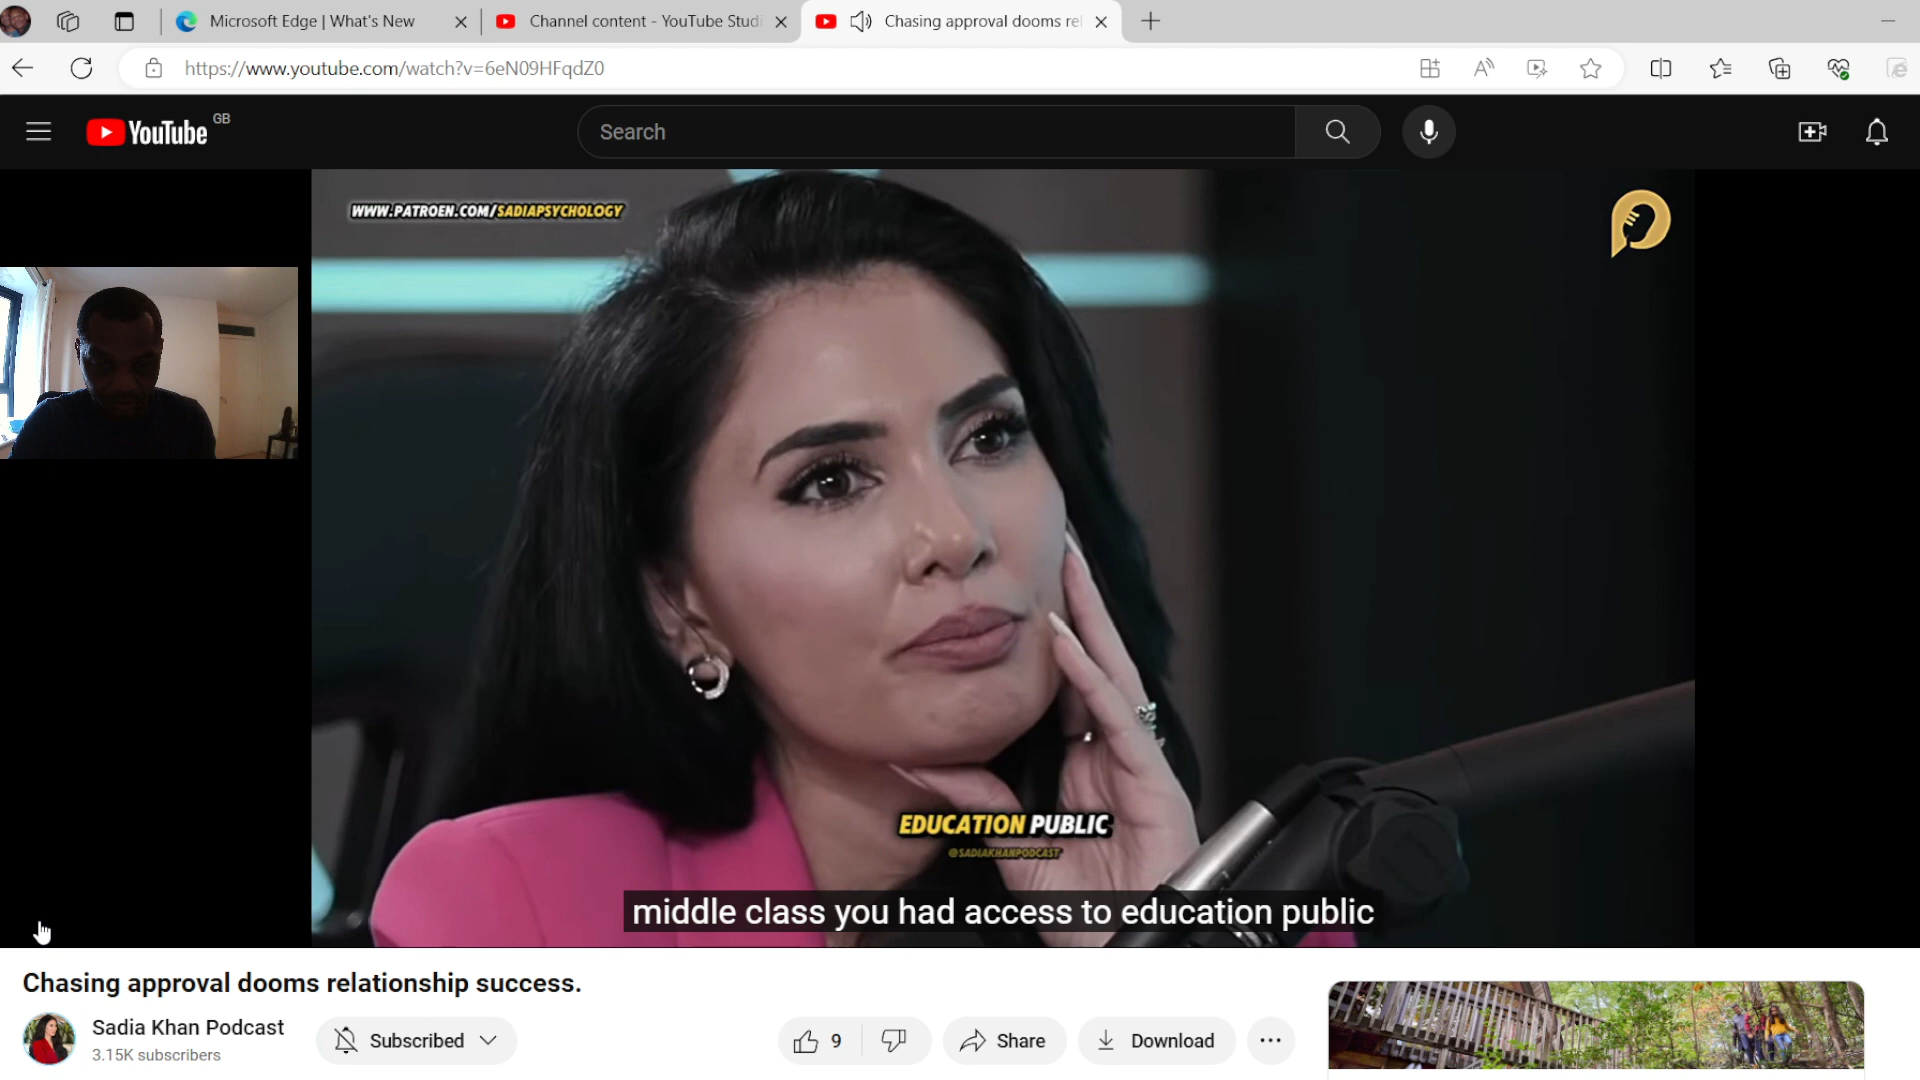 Microsoft Edge | What's New
Channel content - YouTube Studi
Chasing approval dooms rel
https://www.youtube.com/watch?v=6eN09HFqdZ0
YouTube GB
Search
WWW.PATROEN.COM/SADIAPSYCHOLOGY
EDUCATION PUBLIC
@SADIAKHANPODCAST
middle class you had access to education public
Chasing approval dooms relationship success.
Sadia Khan Podcast
3.15K subscribers
Subscribed
9
Share
Download